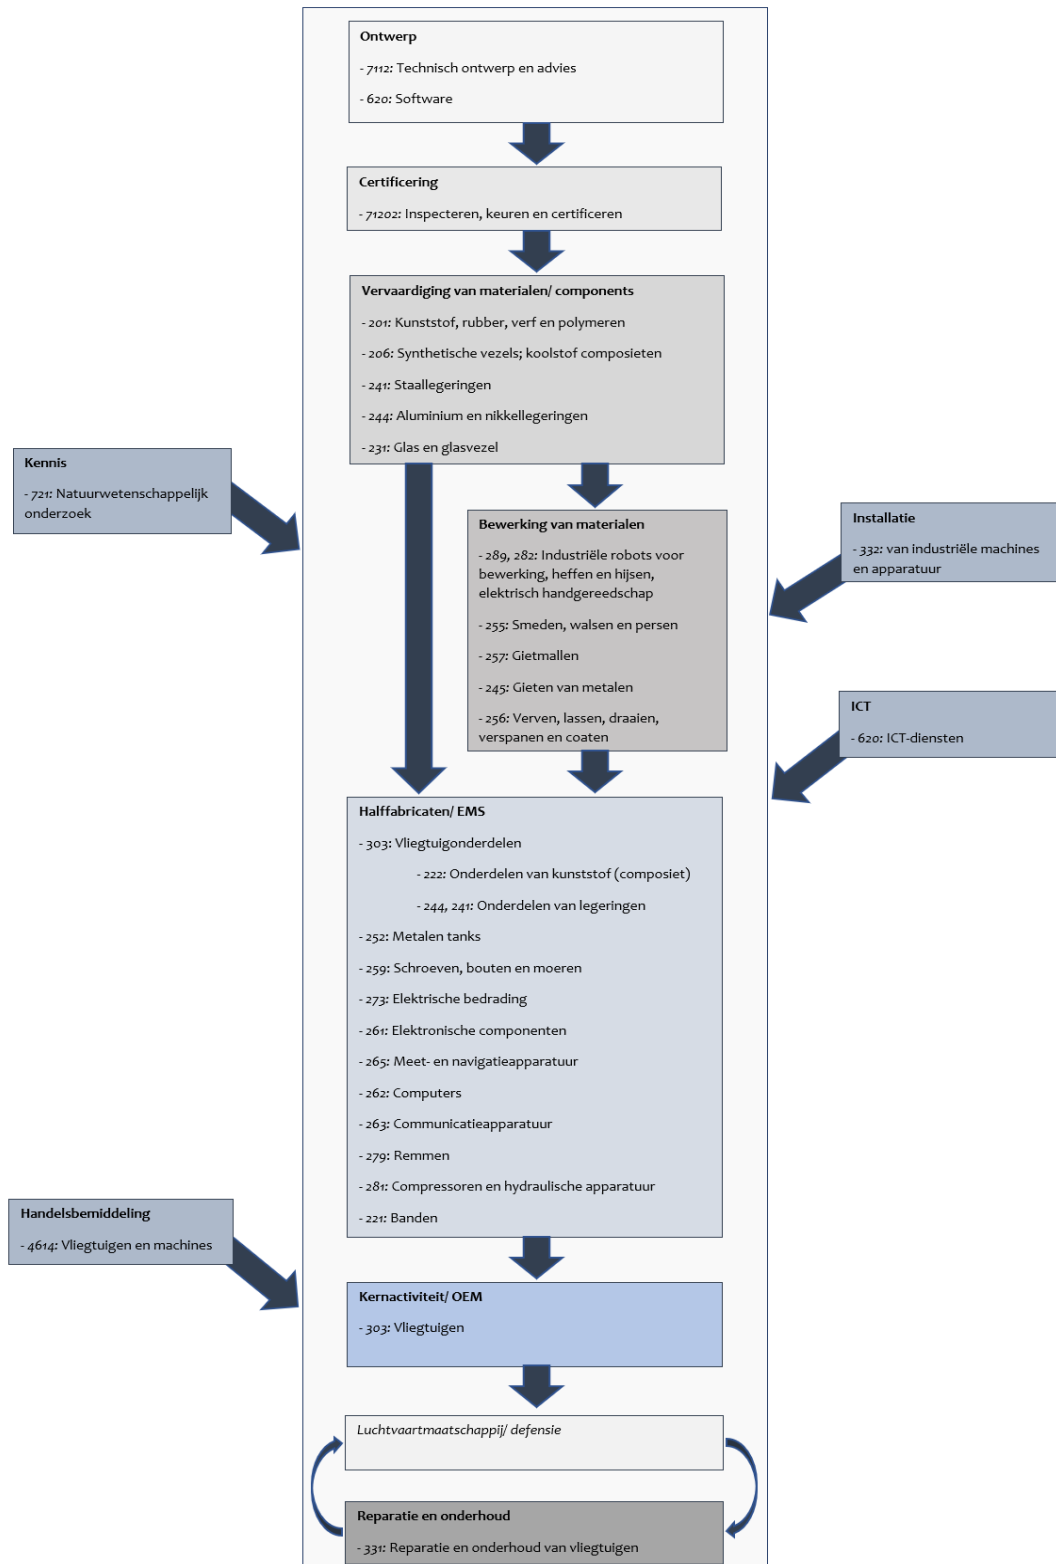 Ontwerp
- 7112: Technisch ontwerp en advies
- 620: Software
Certificering
- 71202: Inspecteren, keuren en certificeren
Vervaardiging van materialen/ components
- 201: Kunststof, rubber, verf en polymeren
- 206: Synthetische vezels; koolstof composieten
- 241: Staallegeringen
- 244: Aluminium en nikkellegeringen
- 231: Glas en glasvezel
Kennis
- 721: Natuurwetenschappelijk
onderzoek
Bewerking van materialen
- 289, 282: Industriële robots voor
bewerking, heffen en hijsen,
elektrisch handgereedschap
- 255: Smeden, walsen en persen
- 257: Gietmallen
- 245: Gieten van metalen
- 256: Verven, lassen, draaien,
verspanen en coaten
Installatie
- 332: van industriële machines
en apparatuur
ICT
- 620: ICT-diensten
Halffabricaten/ EMS
- 303: Vliegtuigonderdelen
- 222: Onderdelen van kunststof (composiet)
- 244, 241: Onderdelen van legeringen
- 252: Metalen tanks
- 259: Schroeven, bouten en moeren
- 273: Elektrische bedrading
- 261: Elektronische componenten
- 265: Meet- en navigatieapparatuur
- 262: Computers
- 263: Communicatieapparatuur
- 279: Remmen
- 281: Compressoren en hydraulische apparatuur
- 221: Banden
Handelsbemiddeling
- 4614: Vliegtuigen en machines
Kernactiviteit/ OEM
- 303: Vliegtuigen
Luchtvaartmaatschappij/ defensie
Reparatie en onderhoud
- 331: Reparatie en onderhoud van vliegtuigen